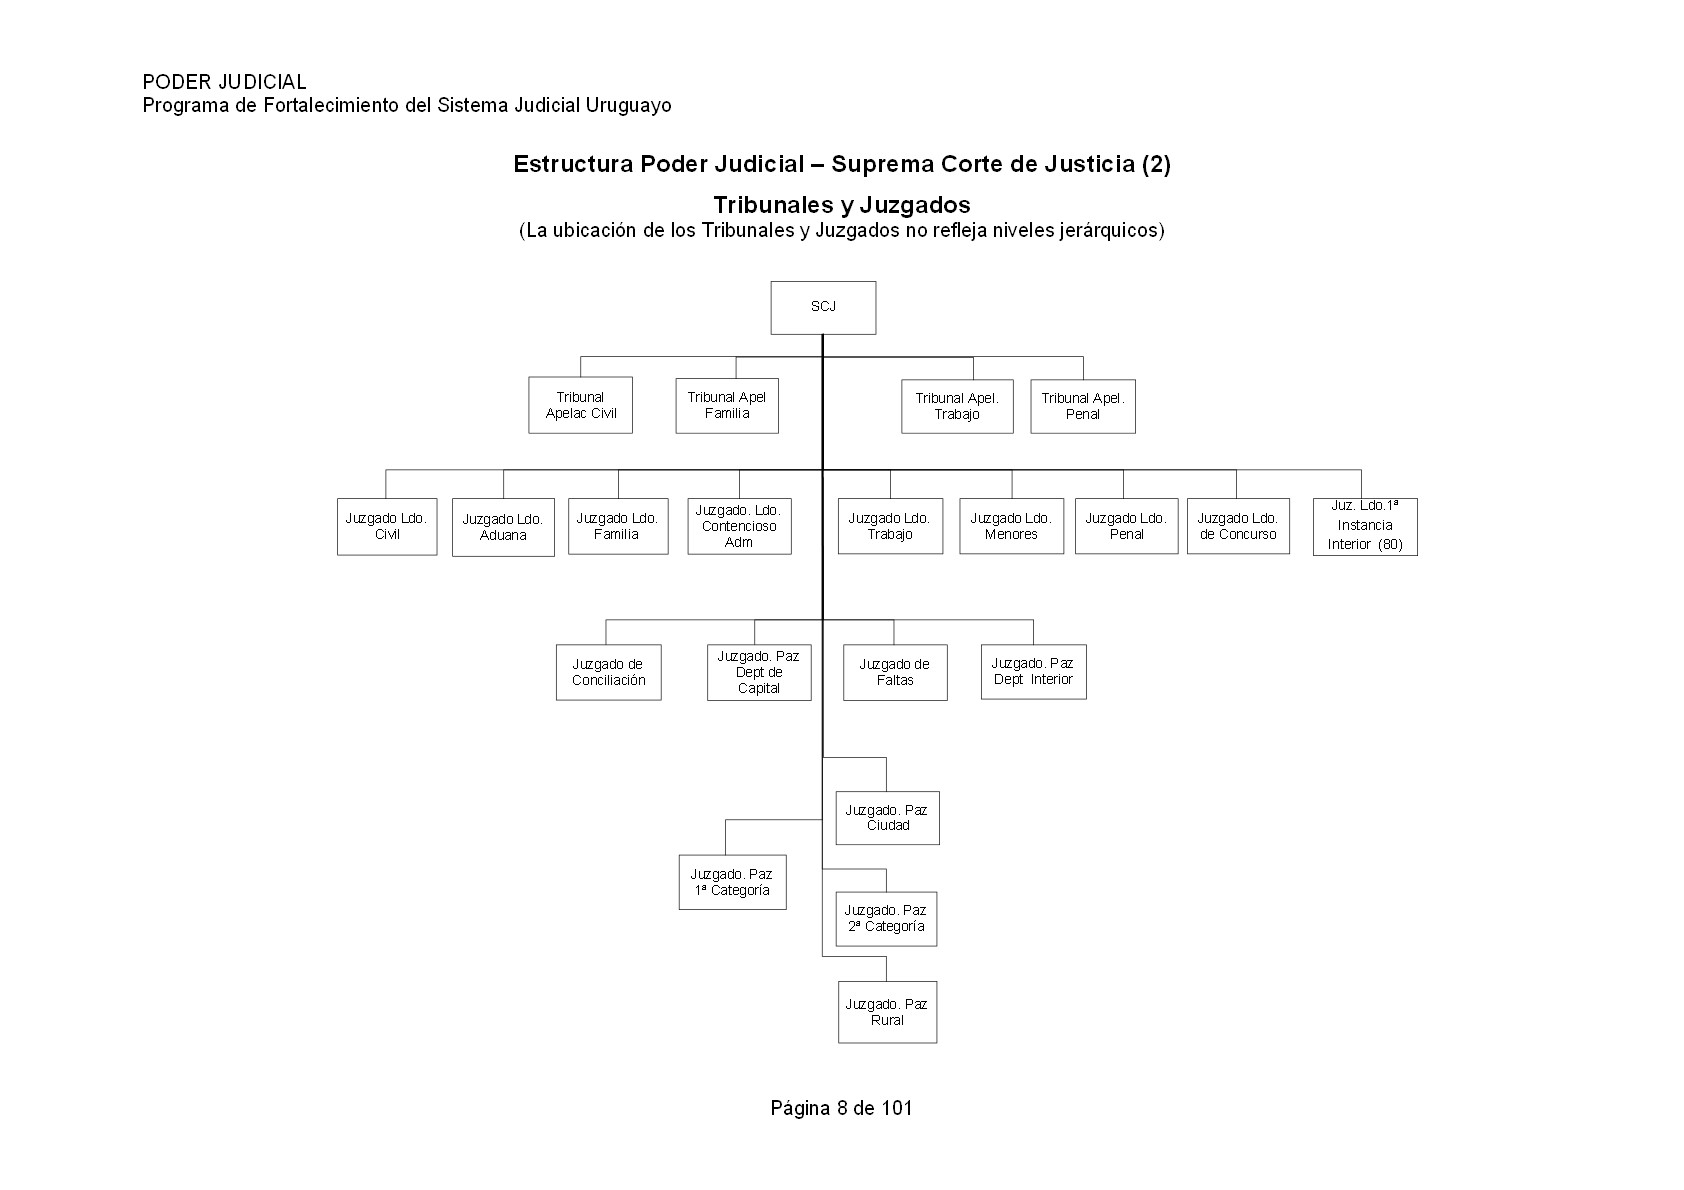 PODER JUDICIAL
Programa de Fortalecimiento del Sistema Judicial Uruguayo
Estructura Poder Judicial – Suprema Corte de Justicia (2)
Tribunales y Juzgados
(La ubicación de los Tribunales y Juzgados no refleja niveles jerárquicos)
SCJ
Tribunal
Apelac Civil
Tribunal Apel
Familia
Tribunal Apel.
Trabajo
Tribunal Apel.
Penal
Juzgado Ldo.
Civil
Juzgado Ldo.
Aduana
Juzgado Ldo.
Familia
Juzgado. Ldo.
Contencioso
Adm
Juzgado Ldo.
Trabajo
Juzgado Ldo.
Menores
Juzgado Ldo.
Penal
Juzgado Ldo.
de Concurso
Juz. Ldo.1ª
Instancia
Interior (80)
Juzgado de
Conciliación
Juzgado. Paz
Dept de
Capital
Juzgado de
Faltas
Juzgado. Paz
Dept Interior
Juzgado. Paz
Ciudad
Juzgado. Paz
1ª Categoría
Juzgado. Paz
2ª Categoría
Juzgado. Paz
Rural
Página 8 de 101